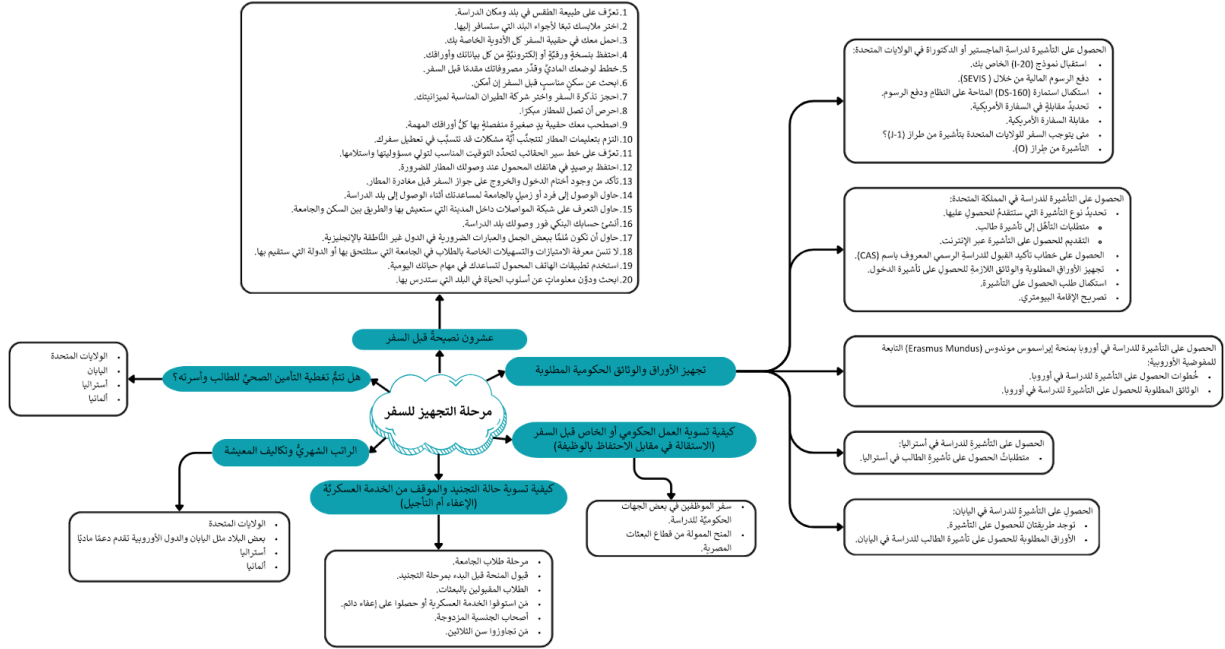 مرحلة التجهيز للسفر
عشرون نصيحةً قبل السفر
1. تعرَّف على طبيعة الطقس في بلد ومكان الدراسة.
2. اختر ملابسك تبعًا لأجواء البلد التي ستسافر إليها.
3. احمل معك في حقيبة السفر كل الأدوية الخاصة بك.
4. احتفظ بنسخةٍ ورقيَّةٍ أو إلكترونيَّةٍ من كل بياناتك وأوراقك.
5. خطط لوضعك الماديِّ وقدِّر مصروفاتك مقدمًا قبل السفر.
6. ابحث عن سكنٍ مناسبٍ قبل السفر إن أمكن.
7. احجز تذكرة السفر واختر شركة الطيران المناسبة لميزانيتك.
8. احرص أن تصل للمطار مبكرًا.
9. اصطحب معك حقيبة يدٍ صغيرةٍ منفصلةٍ بها كلُّ أوراقك المهمة.
10. التزم بتعليمات المطار لتتجنَّب أيَّة مشكلات قد تتسبَّب في تعطيل سفرك.
11. تعرَّف على خط سير الحقائب لتحدِّد التوقيت المناسب لتولي مسؤوليتها واستلامها.
12. احتفظ برصيدٍ في هاتفك المحمول عند وصولك المطار للضرورة.
13. تأكد من وجود أختام الدخول والخروج على جواز السفر قبل مغادرة المطار.
14. حاول الوصول إلى فرد أو زميلٍ بالجامعة لمساعدتك أثناء الوصول إلى بلد الدراسة.
15. حاول التعرف على شبكة المواصلات داخل المدينة التي ستعيش بها والطريق بين السكن والجامعة.
16. أنشئ حسابك البنكي فور وصولك بلد الدراسة.
17. حاول أن تكون مُلمًّا ببعض الجمل والعبارات الضرورية في الدول غير النَّاطقة بالإنجليزية.
18. لا تنسَ معرفة الامتيازات والتسهيلات الخاصة بالطلاب في الجامعة التي ستلتحق بها أو الدولة التي ستقيم بها.
19. استخدم تطبيقات الهاتف المحمول لتساعدك في مهام حياتك اليومية.
20. ابحث ودوِّن معلوماتٍ عن أسلوب الحياة في البلد التي ستدرس بها.
تجهيز الأوراق والوثائق الحكومية المطلوبة
الحصول على التأشيرة لدراسةِ الماجستير أو الدكتوراة في الولايات المتحدة:
• استقبال نموذج (I-20) الخاص بك.
• دفع الرسوم المالية من خلال (SEVIS ).
• استكمال استمارة (DS-160) المتاحة على النظامِ ودفع الرسوم.
• تحديدُ مقابلةٍ في السفارة الأمريكية.
• مقابلة السفارة الأمريكية.
• متى يتوجب السفر للولايات المتحدة بتأشيرة من طراز (J-1)؟
• التأشيرة من طِراز (O).
الحصول على التأشيرة للدراسة في المملكة المتحدة:
• تحديدُ نوع التأشيرة التي ستتقدمُ للحصولِ عليها.
∘ متطلبات التأهُّل إلى تأشيرة طالب.
∘ التقديم للحصول على التأشيرة عبر الإنترنت.
• الحصول على خطاب تأكيد القبول للدراسةِ الرسمي المعروف باسم (CAS).
• تجهيز الأوراقِ المطلوبة والوثائق اللازمةِ للحصول على تأشيرة الدخول.
• استكمال طلب الحصول على التأشيرة.
• تصريح الإقامة البيومتري.
الحصول على التأشيرة للدراسة في أوروبا بمنحة إيراسموس موندوس (Erasmus Mundus) التابعة
للمفوضية الأوروبية:
• خُطوات الحصول على التأشيرة للدراسة في أوروبا.
• الوثائق المطلوبة للحصول على التأشيرة للدراسة في أوروبا.
الحصول على التأشيرةِ للدراسة في أستراليا:
• متطلباتُ الحصول على تأشيرةِ الطالب في أستراليا.
الحصولِ على التأشيرةِ للدراسة في اليابان:
• توجد طريقتان للحصول على التأشيرة.
• الأوراق المطلوبة للحصول على تأشيرة الطالب للدراسة في اليابان.
كيفية تسوية العمل الحكومي أو الخاص قبل السفر
(الاستقالة في مقابل الاحتفاظ بالوظيفة)
• سفر الموظفين في بعض الجهات
الحكوميَّة للدراسة.
• المنح الممولة من قطاع البعثات
المصرية.
كيفية تسوية حالة التجنيد والموقف من الخدمة العسكريَّة
(الإعفاء أم التأجيل)
• مرحلة طلاب الجامعة.
• قبول المنحة قبل البدء بمرحلة التجنيد.
• الطلاب المقبولين بالبعثات.
• مَن استوفوا الخدمة العسكرية أو حصلوا على إعفاء دائم.
• أصحاب الجنسية المزدوجة.
• مَن تجاوزوا سن الثلاثين.
الراتب الشهريُّ وتكاليف المعيشة
• الولايات المتحدة
• بعض البلاد مثل اليابان والدول الأوروبية تقدم دعمًا ماديًا
• أستراليا
• ألمانيا
هل تتمُّ تغطية التأمين الصحيِّ للطالب وأسرته؟
• الولايات المتحدة
• اليابان
• أستراليا
• ألمانيا